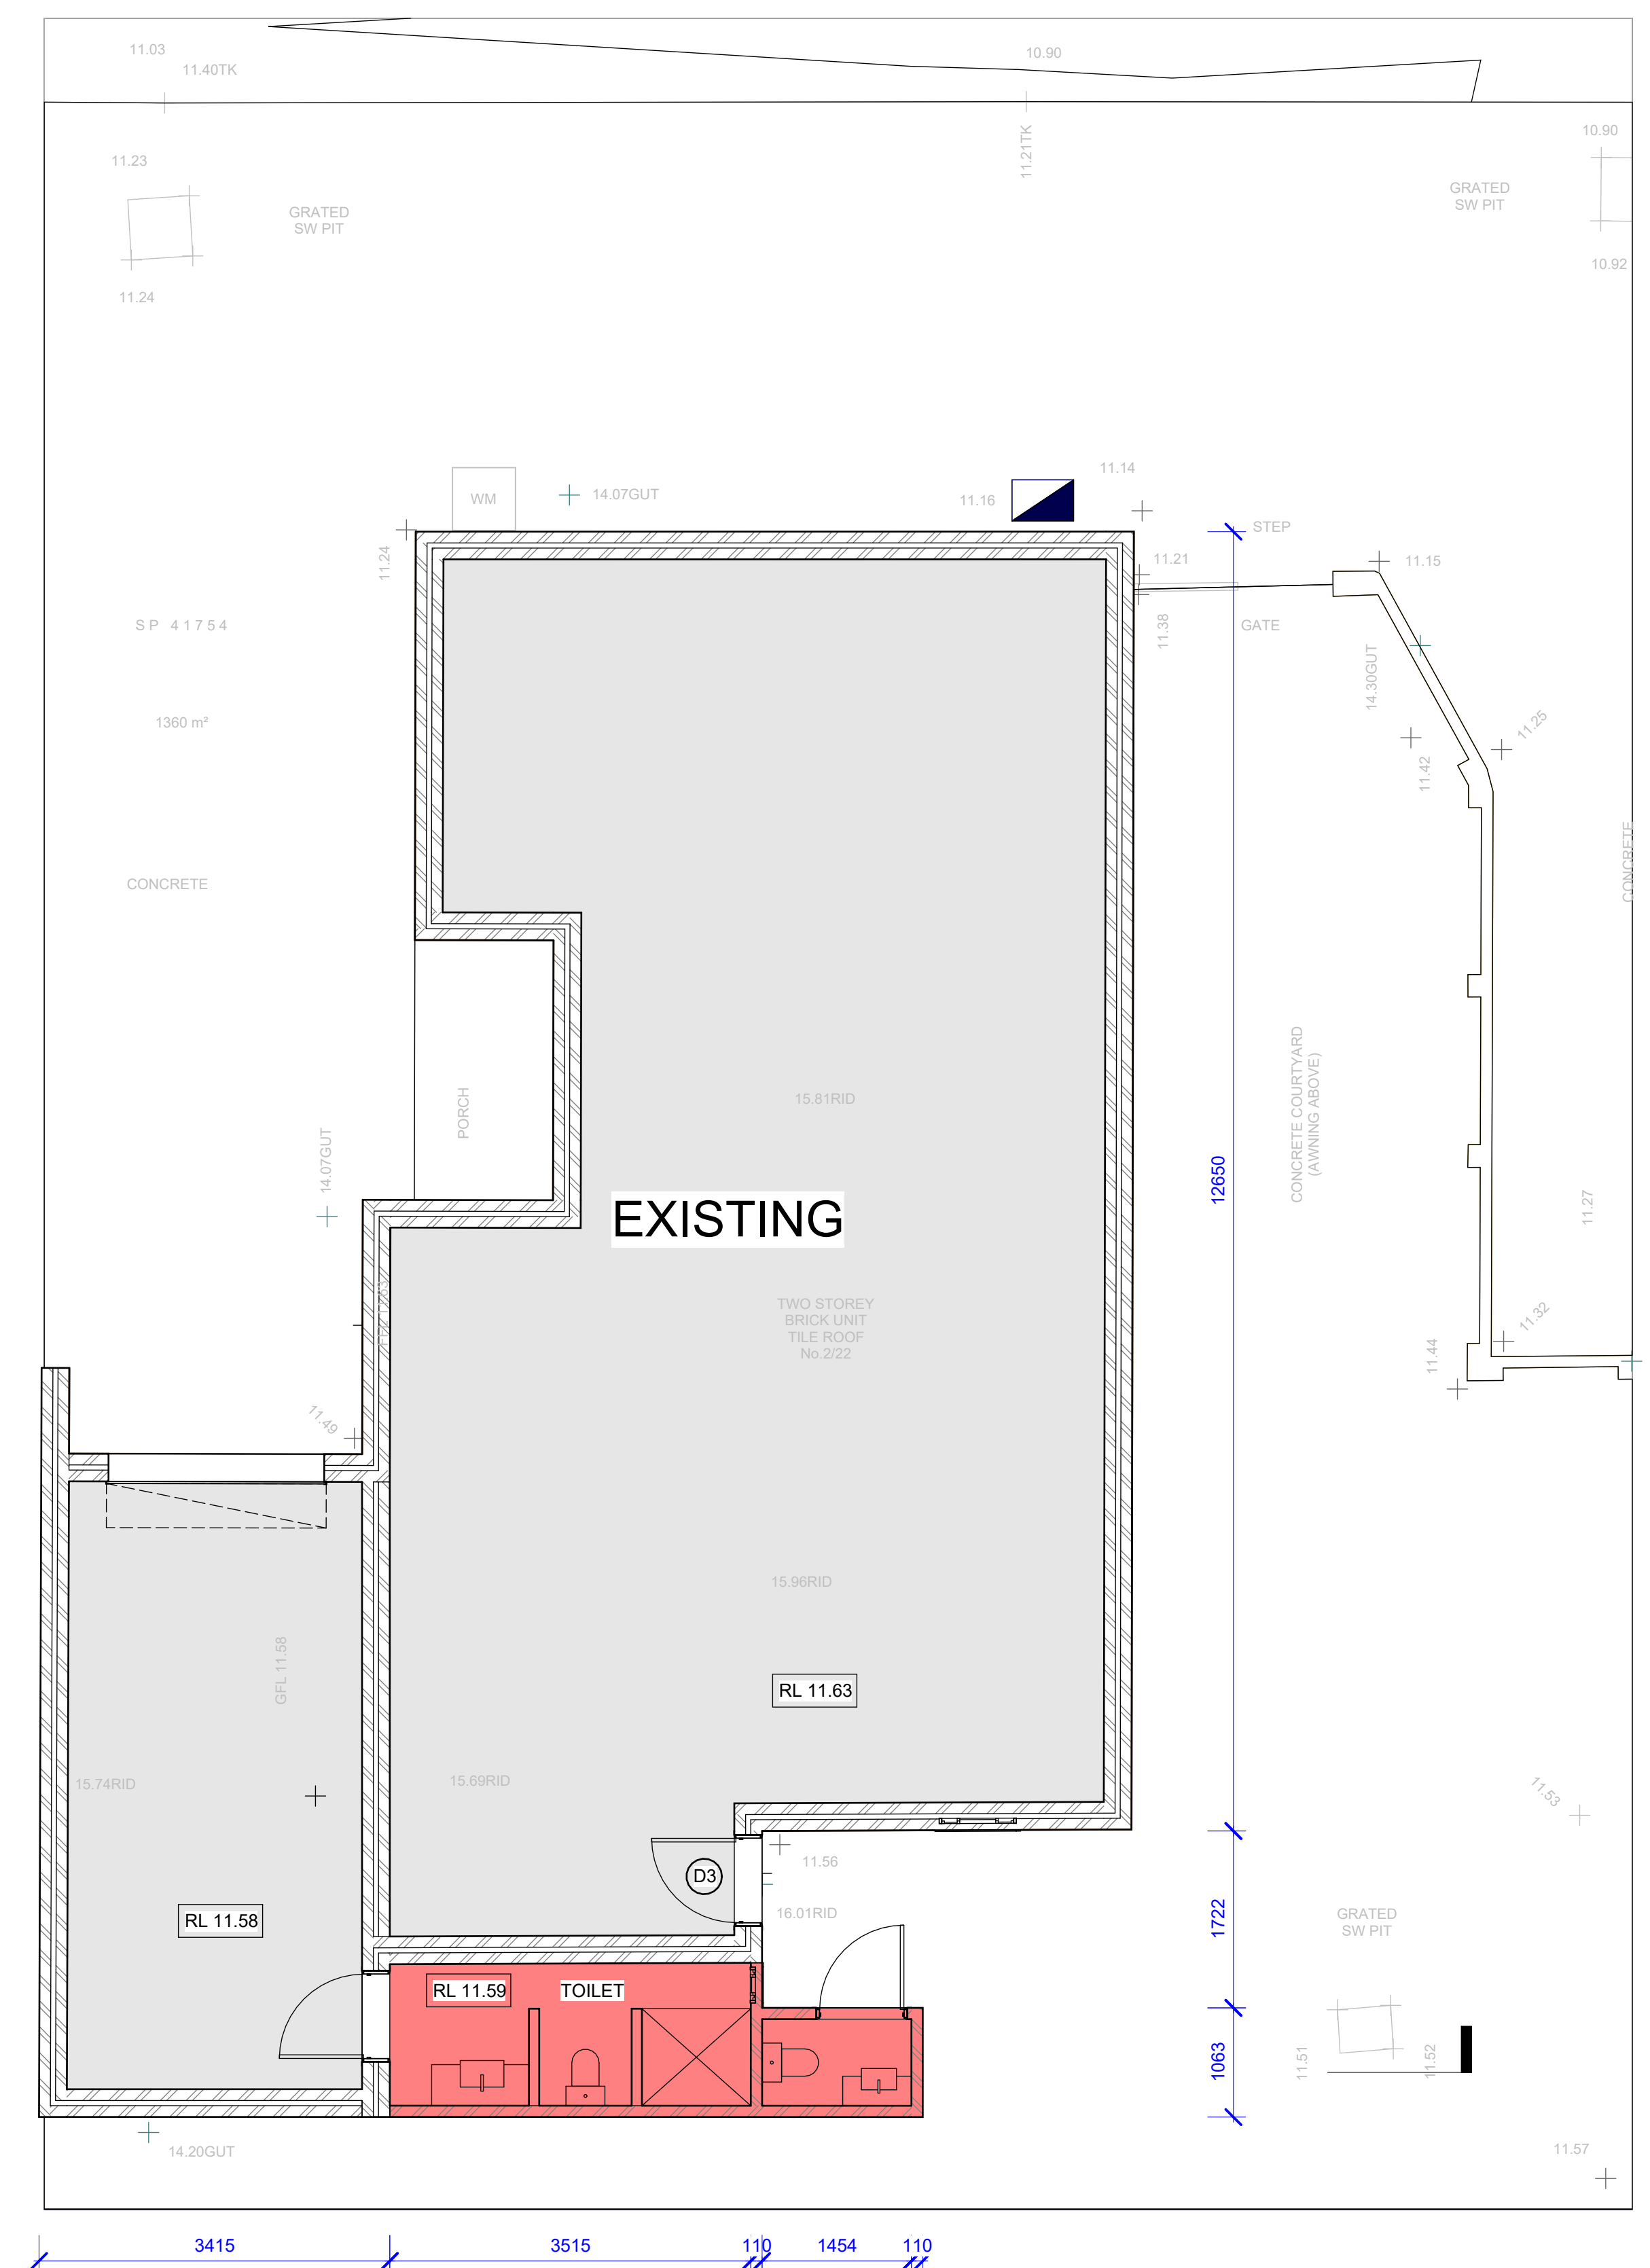 11.03
11.40TK
10.90
11.21TK
10.90
11.23
GRATED
SW PIT
GRATED
SW PIT
10.92
11.24
11.14
WM
14.07GUT
11.16
STEP
11.24
11.21
11.15
SP 41754
11.38
GATE
14.30GUT
1360 m²
11.25
11.42
CONCRETE
CONCRETE
PORCH
15.81RID
14.07GUT
CONCRETE COURTYARD
(AWNING ABOVE)
12650
11.27
EXISTING
TWO STOREY
BRICK UNIT
TILE ROOF
No.2/22
11.32
11.44
11.49
15.96RID
GFL 11.58
RL 11.63
15.74RID
15.69RID
11.53
11.56
D3
16.01RID
1722
GRATED
SW PIT
RL 11.58
RL 11.59
TOILET
1063
11.51
11.52
14.20GUT
11.57
3415
3515
110
1454
110